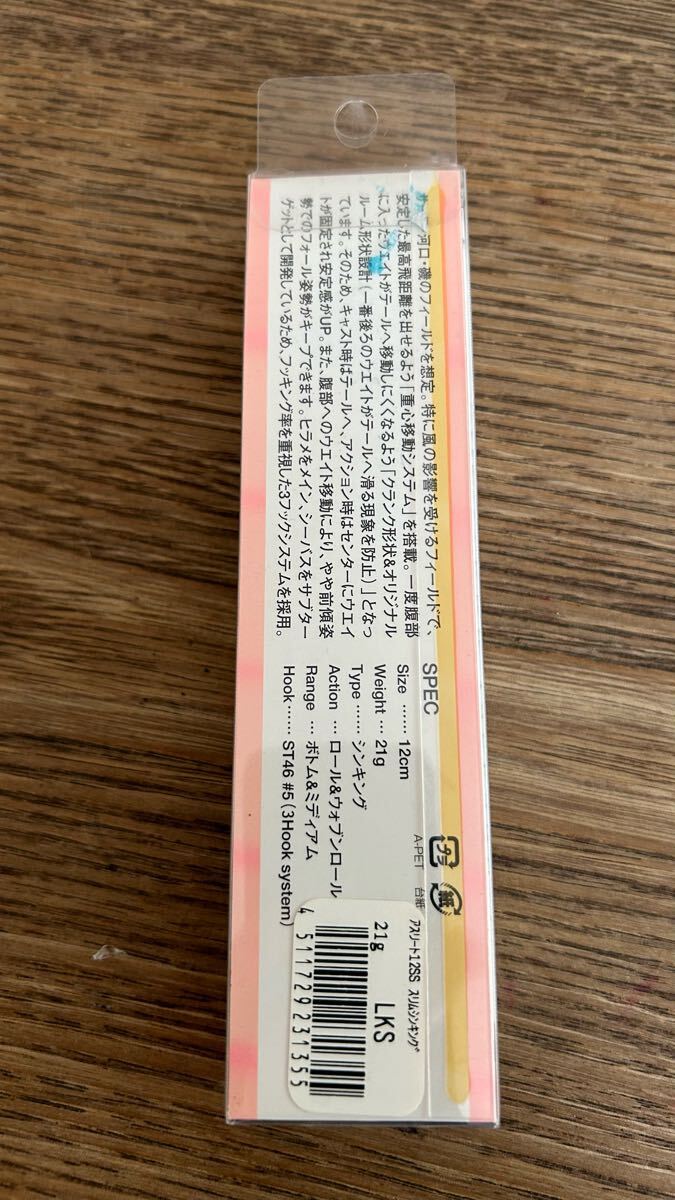 河口・磯のフィールドを想定。特に風の影響を受けるフィールドで、
安定した最高飛距離を出せるよう「重心移動システム」を搭載。一度腹部
に入ったウエイトがテールへ移動しにくくなるよう「クランク形状&オリジナル
ルーム形状設計(一番後ろのウエイトがテールへ滑る現象を防止)」となっ
ています。そのため、キャスト時はテールへ、アクション時はセンターにウエイ
トが固定され安定感がUP。また、腹部へのウエイト移動により、やや前傾姿
勢でのフォール姿勢がキープできます。ヒラメをメイン、シーバスをサブター
ゲットとして開発しているため、フッキング率を重視した3フックシステムを採用。
SPEC
Size …… 12cm
Weight … 21g
Type …… シンキング
Action … ロール&ウォブンロール
Range … ボトム&ミディアム
Hook …… ST46 #5 (3Hook system)
プラ
A-PET
紙
台紙
アスリート12SS スリムシンキング
21g LKS
4 511729 231355